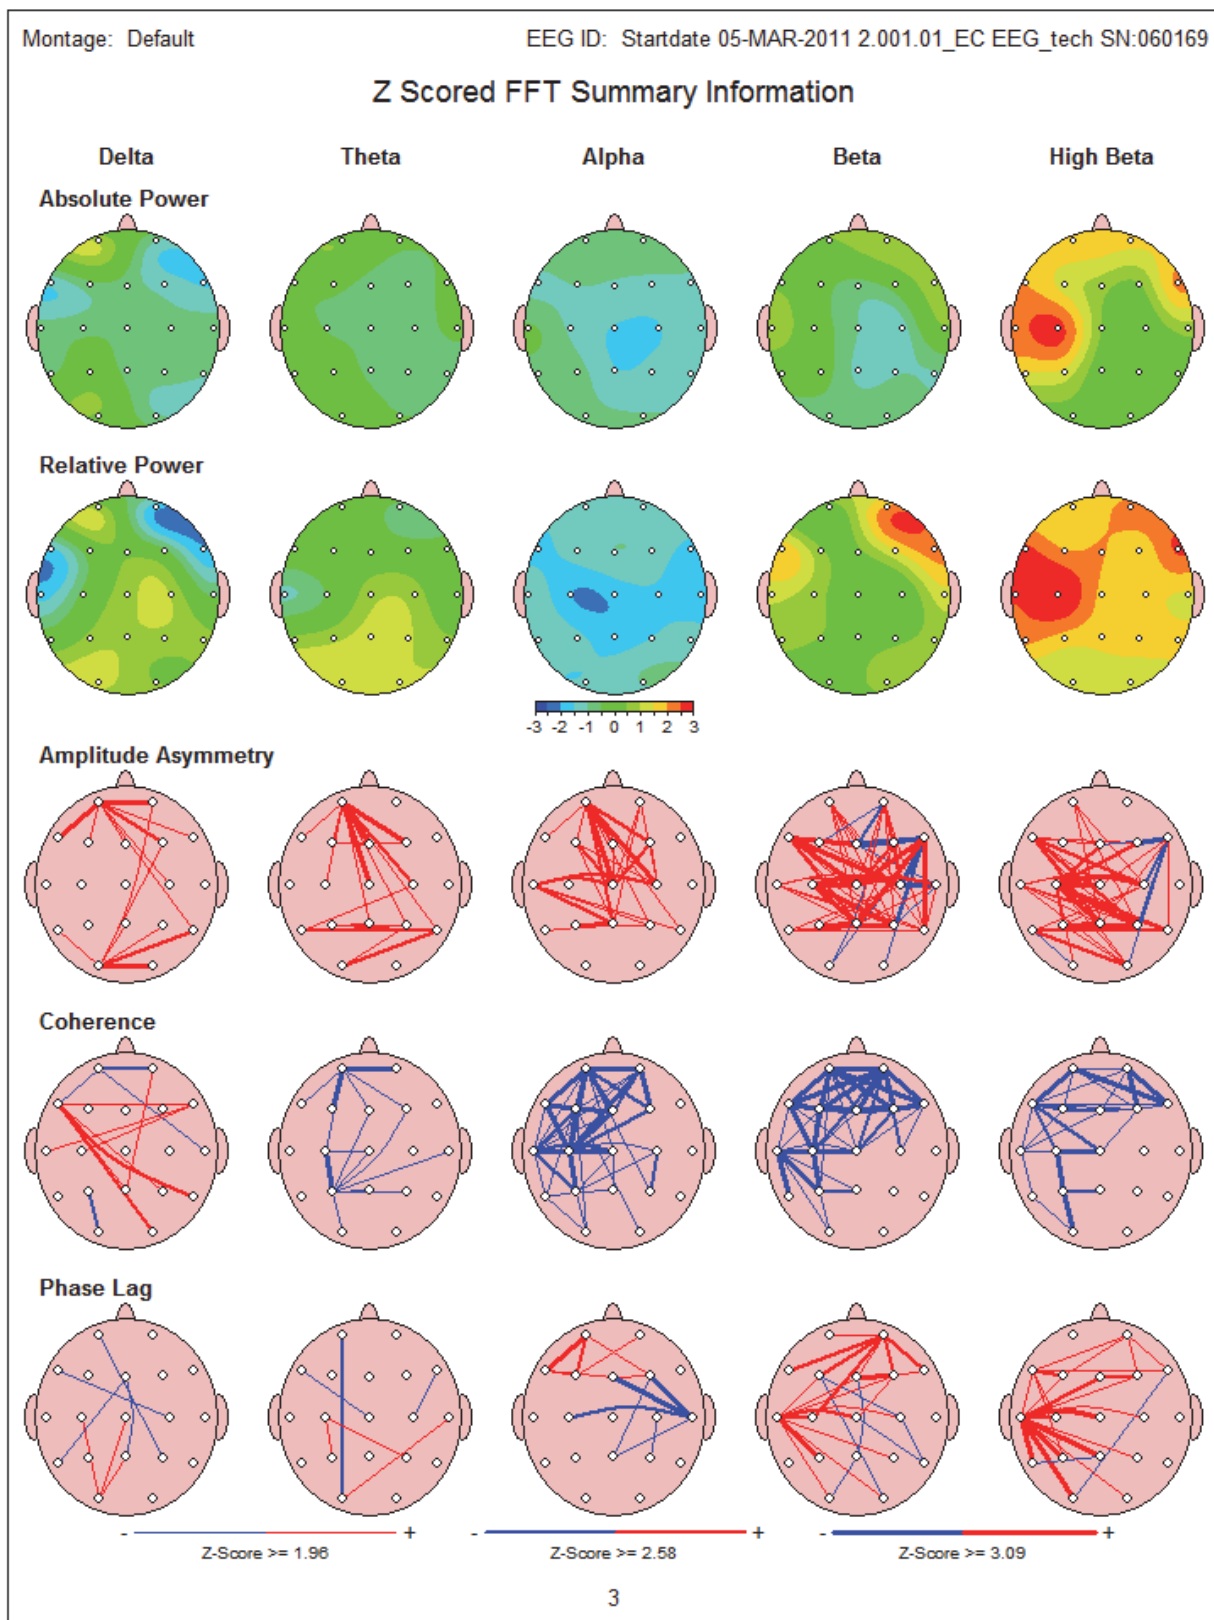 Montage: Default EEG ID: Startdate 05-MAR-2011 2.001.01_EC EEG_tech SN:060169
Z Scored FFT Summary Information
Delta Theta Alpha Beta High Beta
Absolute Power
Relative Power
-3 -2 -1 0 1 2 3
Amplitude Asymmetry
Coherence
Phase Lag
- + - + - +
Z-Score >= 1.96 Z-Score >= 2.58 Z-Score >= 3.09
3